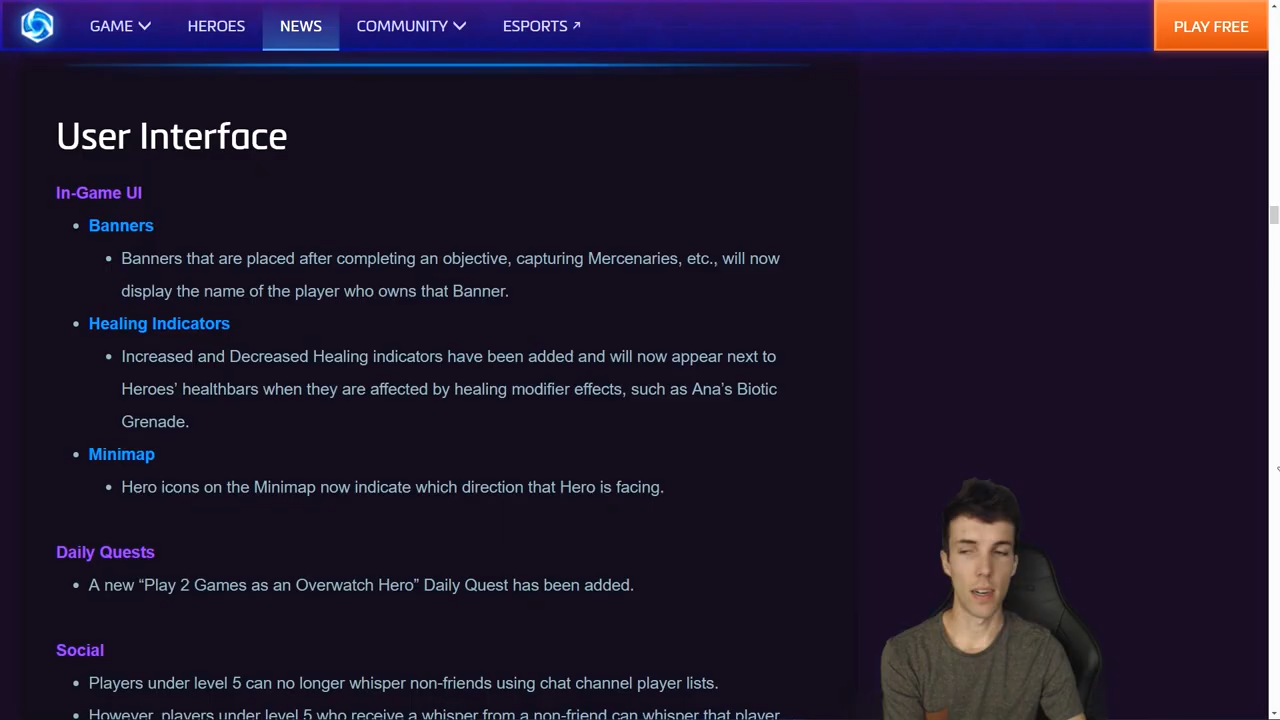 GAME HEROES NEWS COMMUNITY ESPORTS PLAY FREE
User Interface
In-Game UI
Banners
Banners that are placed after completing an objective, capturing Mercenaries, etc., will now
display the name of the player who owns that Banner.
Healing Indicators
Increased and Decreased Healing indicators have been added and will now appear next to
Heroes’ healthbars when they are affected by healing modifier effects, such as Ana’s Biotic
Grenade.
Minimap
Hero icons on the Minimap now indicate which direction that Hero is facing.
Daily Quests
A new “Play 2 Games as an Overwatch Hero” Daily Quest has been added.
Social
Players under level 5 can no longer whisper non-friends using chat channel player lists.
However, players under level 5 who receive a whisper from a non-friend can whisper that player